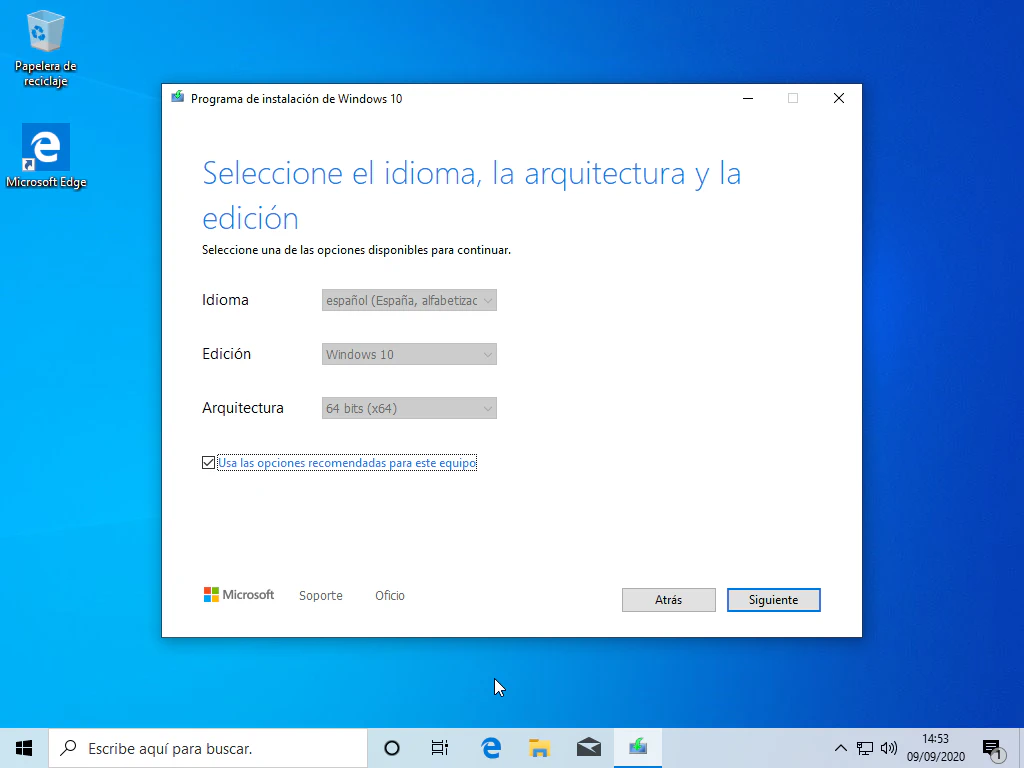 Papelera de
reciclaje
Microsoft Edge
Programa de instalación de Windows 10
Seleccione el idioma, la arquitectura y la
edición
Seleccione una de las opciones disponibles para continuar.
Idioma
español (España, alfabetizac
Edición
Windows 10
Arquitectura
64 bits (x64)
Usa las opciones recomendadas para este equipo
Microsoft
Soporte
Oficio
Atrás
Siguiente
Escribe aquí para buscar.
14:53
09/09/2020
1